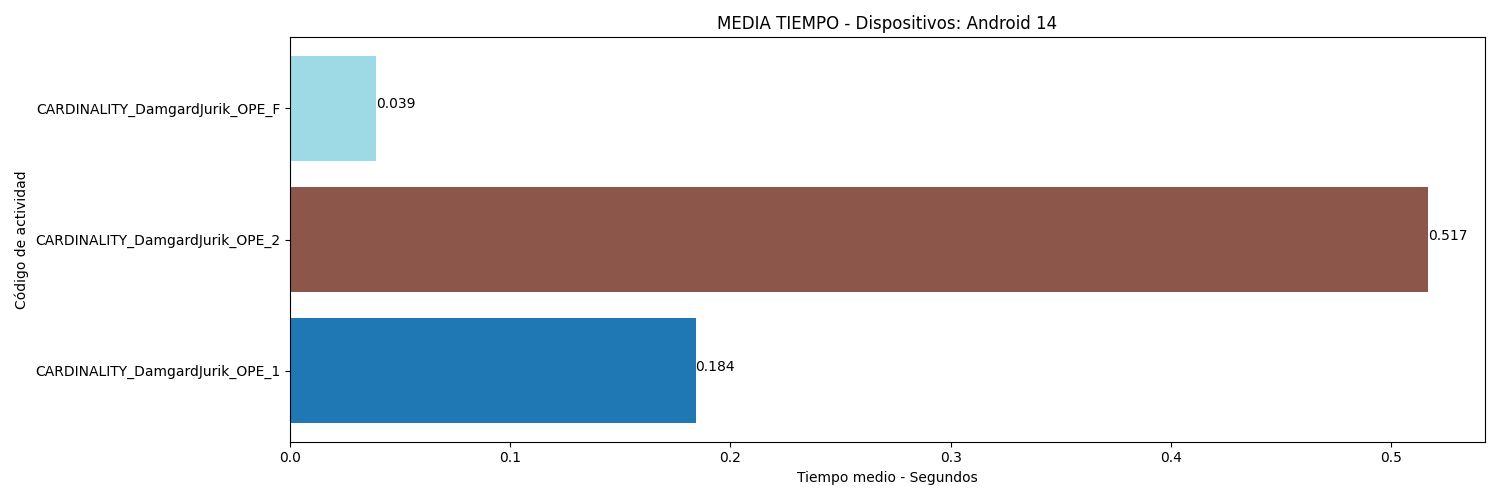 MEDIA TIEMPO - Dispositivos: Android 14
Código de actividad
CARDINALITY_DamgardJurik_OPE_F
0.039
CARDINALITY_DamgardJurik_OPE_2
0.517
CARDINALITY_DamgardJurik_OPE_1
0.184
0.0 0.1 0.2 0.3 0.4 0.5
Tiempo medio - Segundos